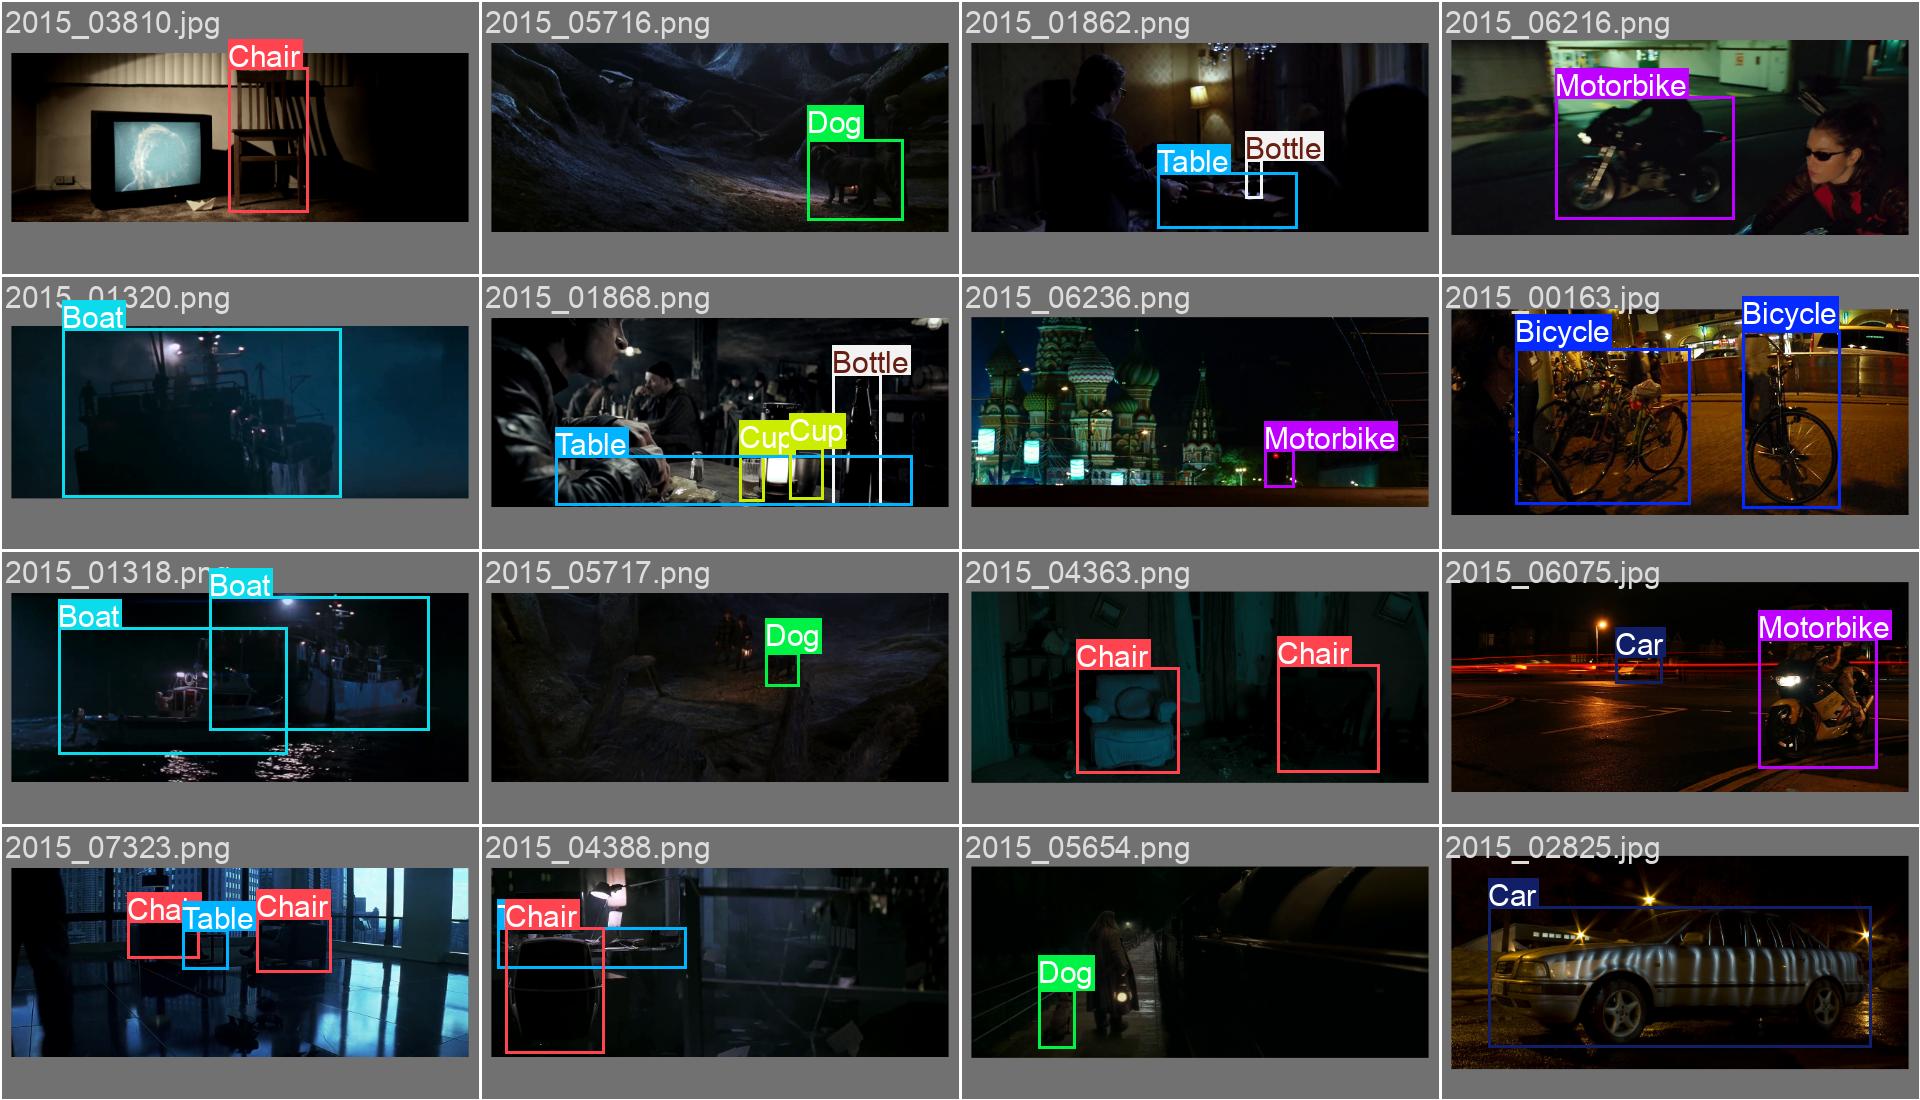 2015_03810.jpg
Chair
2015_05716.png
Dog
2015_01862.png
Table
Bottle
2015_06216.png
Motorbike
2015_01320.png
Boat
2015_01868.png
Table
Cup
Cup
Bottle
2015_06236.png
Motorbike
2015_00163.jpg
Bicycle
Bicycle
2015_01318.png
Boat
Boat
2015_05717.png
Dog
2015_04363.png
Chair
Chair
2015_06075.jpg
Car
Motorbike
2015_07323.png
Chai
Table
Chair
2015_04388.png
Chair
2015_05654.png
Dog
2015_02825.jpg
Car